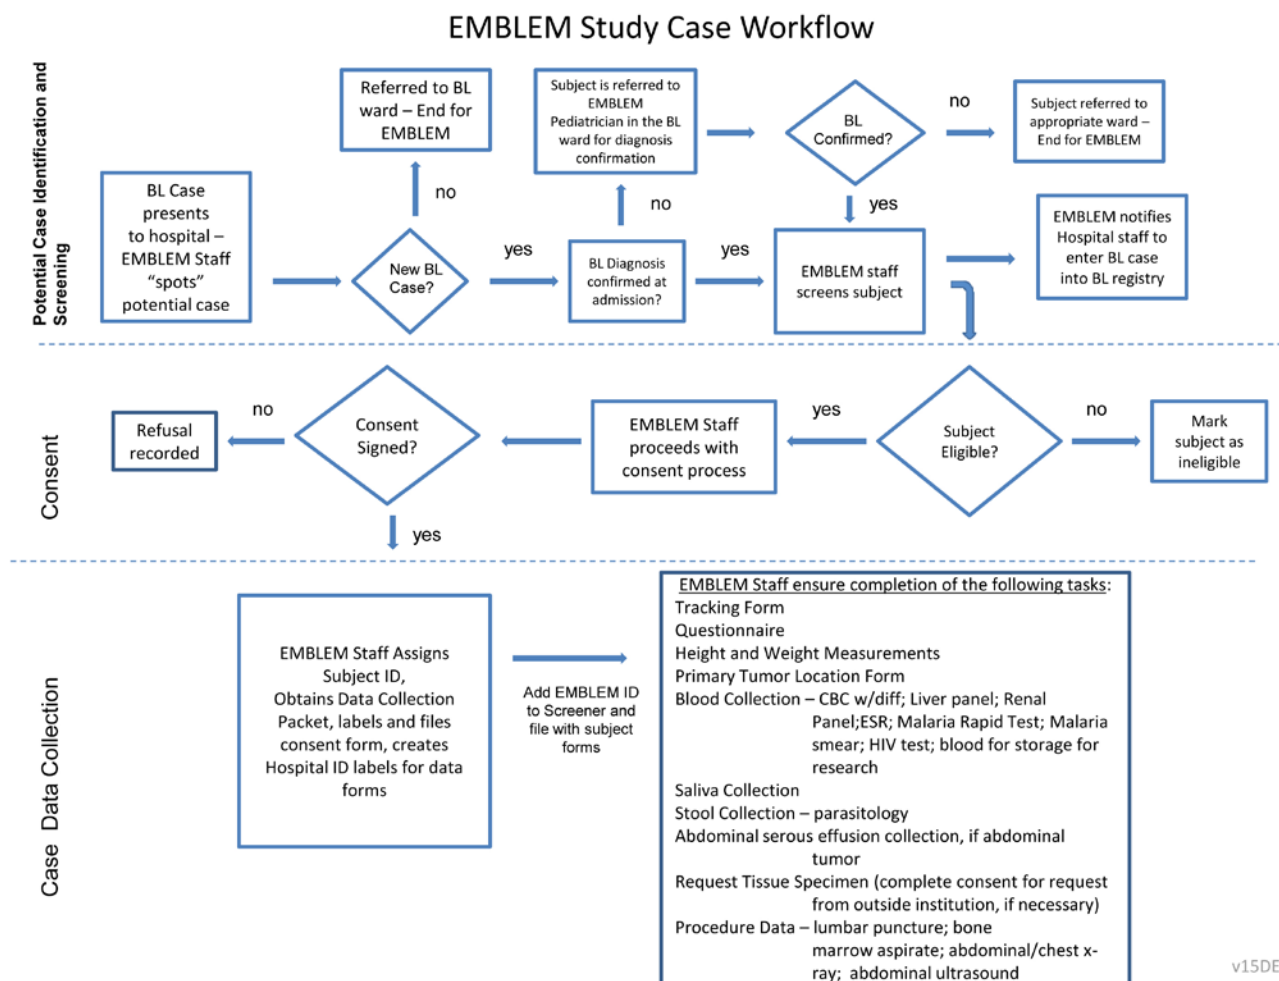 EMBLEM Study Case Workflow
Potential Case Identification and
Screening
BL Case
presents
to hospital –
EMBLEM Staff
“spots”
potential case
Referred to BL
ward – End for
EMBLEM
no
New BL
Case?
yes
Subject is referred to
EMBLEM
Pediatrician in the BL
ward for diagnosis
confirmation
no
BL Diagnosis
confirmed at
admission?
yes
BL
Confirmed?
no
Subject referred to
appropriate ward –
End for EMBLEM
yes
EMBLEM staff
screens subject
EMBLEM notifies
Hospital staff to
enter BL case
into BL registry
Consent
Refusal
recorded
no
Consent
Signed?
EMBLEM Staff
proceeds with
consent process
yes
Subject
Eligible?
no
Mark
subject as
ineligible
yes
Case Data Collection
EMBLEM Staff Assigns
Subject ID,
Obtains Data Collection
Packet, labels and files
consent form, creates
Hospital ID labels for data
forms
Add EMBLEM ID
to Screener and
file with subject
forms
EMBLEM Staff ensure completion of the following tasks:
Tracking Form
Questionnaire
Height and Weight Measurements
Primary Tumor Location Form
Blood Collection – CBC w/diff; Liver panel; Renal
Panel;ESR; Malaria Rapid Test; Malaria
smear; HIV test; blood for storage for
research
Saliva Collection
Stool Collection – parasitology
Abdominal serous effusion collection, if abdominal
tumor
Request Tissue Specimen (complete consent for request
from outside institution, if necessary)
Procedure Data – lumbar puncture; bone
marrow aspirate; abdominal/chest x-
ray; abdominal ultrasound
v15DE